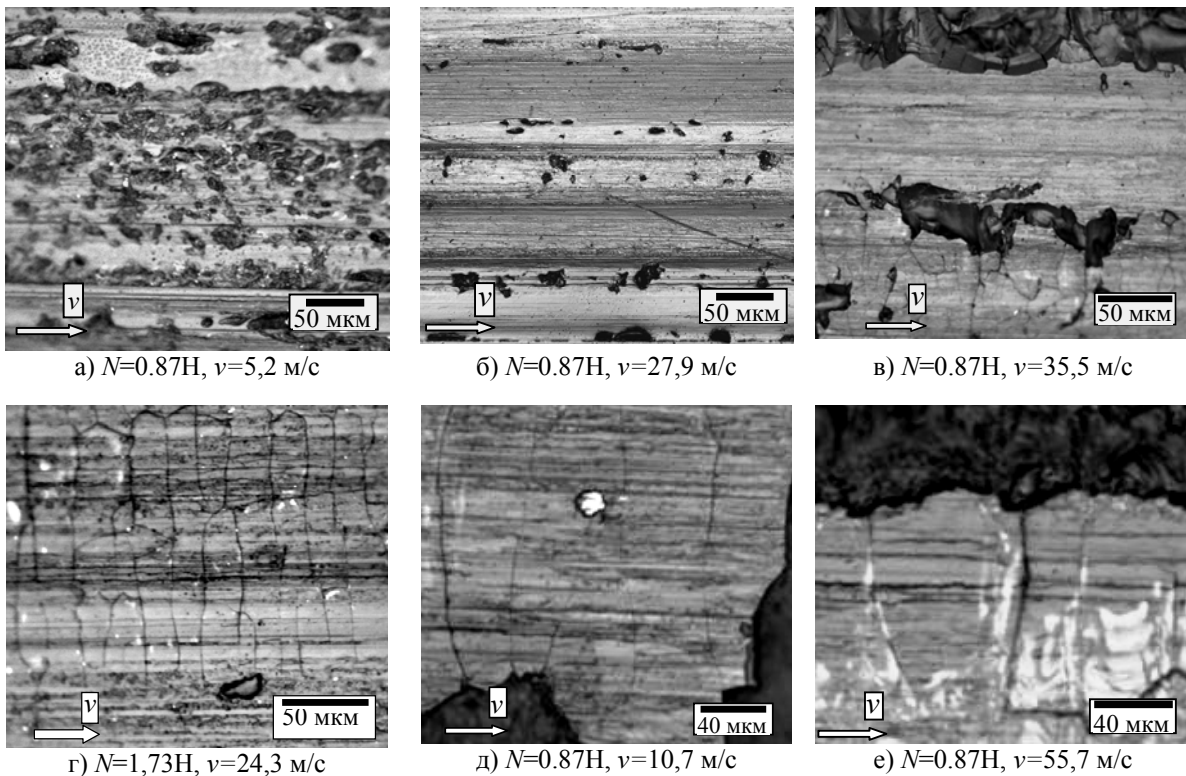 v
50 мкм
v
50 мкм
v
50 мкм
а) N=0.87Н, v=5,2 м/с
б) N=0.87Н, v=27,9 м/с
в) N=0.87Н, v=35,5 м/с
v
50 мкм
v
40 мкм
v
40 мкм
г) N=1,73Н, v=24,3 м/с
д) N=0.87Н, v=10,7 м/с
е) N=0.87Н, v=55,7 м/с